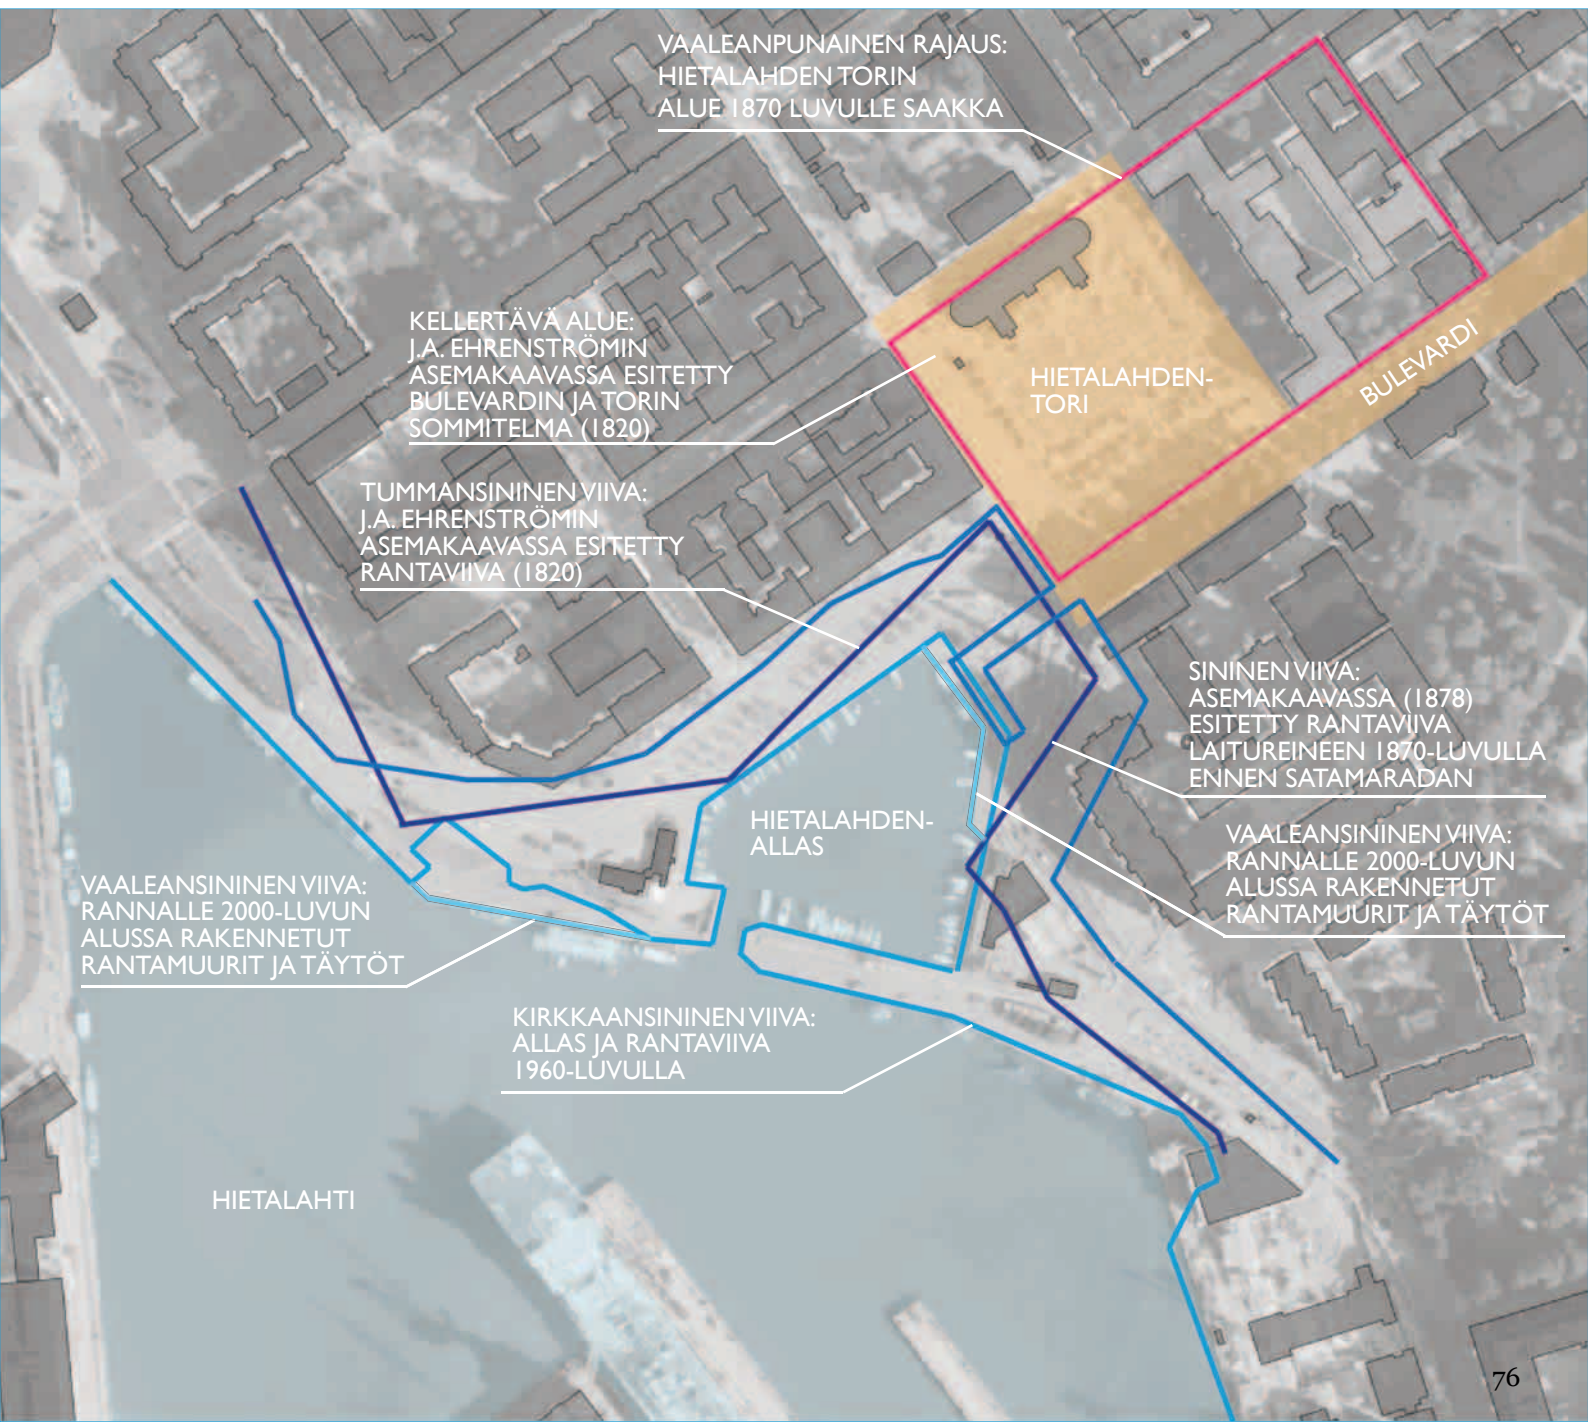 VAALEANPUNAINEN RAJAUS:
HIETALAHDEN TORIN
ALUE 1870 LUVULLE SAAKKA
KELLERTÄVÄ ALUE:
J.A. EHRENSTRÖMIN
ASEMAKAAVASSA ESITETTY
BULEVARDIN JA TORIN
SOMMITELMA (1820)
HIETALAHDEN-
TORI
BULEVARDI
TUMMANSININEN VIIVA:
J.A. EHRENSTRÖMIN
ASEMAKAAVASSA ESITETTY
RANTAVIIVA (1820)
SININEN VIIVA:
ASEMAKAAVASSA (1878)
ESITETTY RANTAVIIVA
LAITUREINEEN 1870-LUVULLA
ENNEN SATAMARADAN
HIETALAHDEN-
ALLAS
VAALEANSININEN VIIVA:
RANNALLE 2000-LUVUN
ALUSSA RAKENNETUT
RANTAMUURIT JA TÄYTÖT
VAALEANSININEN VIIVA:
RANNALLE 2000-LUVUN
ALUSSA RAKENNETUT
RANTAMUURIT JA TÄYTÖT
KIRKKAANSININEN VIIVA:
ALLAS JA RANTAVIIVA
1960-LUVULLA
HIETALAHTI
76